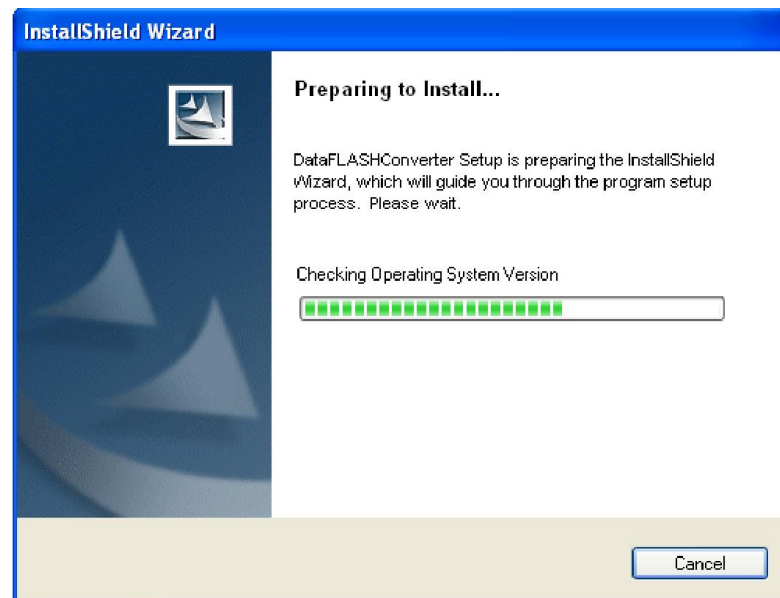 InstallShield Wizard
Preparing to Install...
DataFLASHConverter Setup is preparing the InstallShield
Wizard, which will guide you through the program setup
process. Please wait.
Checking Operating System Version
Cancel